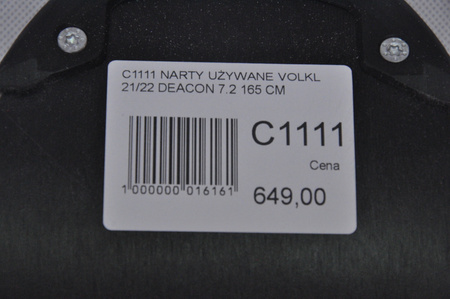 C1111 NARTY UŻYWANE VOLKL
21/22 DEACON 7.2 165 CM
C1111
Cena
1 000000 016161
649,00